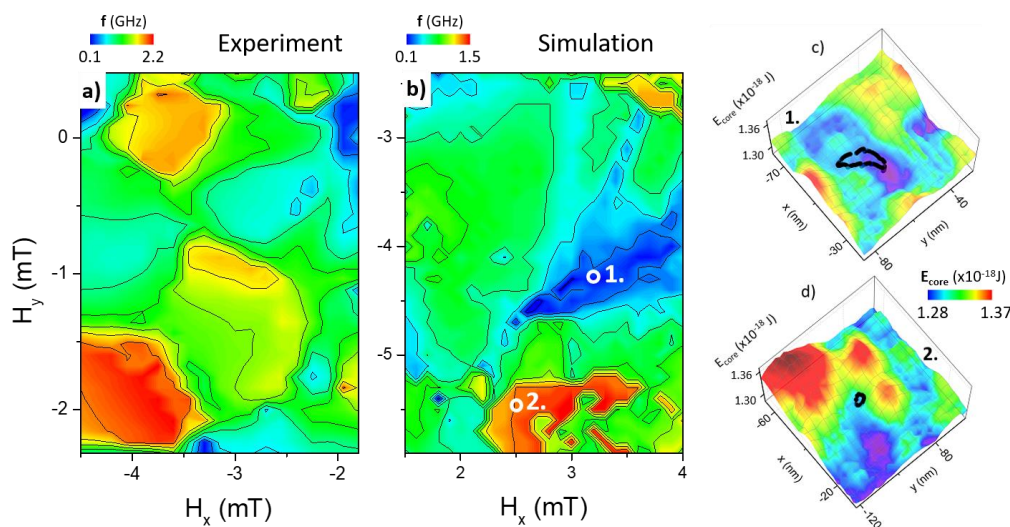 f (GHz)
0.1 2.2
Experiment
f (GHz)
0.1 1.5
Simulation
a)
b)
0
-1
-2
H_y (mT)
-4 -3 -2
H_x (mT)
-3
-4
-5
1.
2.
2 3 4
H_x (mT)
c)
E_core (x10^-18 J)
1.
1.36
1.30
-70
x (nm)
-30
-80
y (nm)
-40
d)
E_core (x10^-18 J)
1.28 1.37
E_core (x10^-18 J)
2.
1.36
1.30
-60
x (nm)
-20
-120
y (nm)
-80